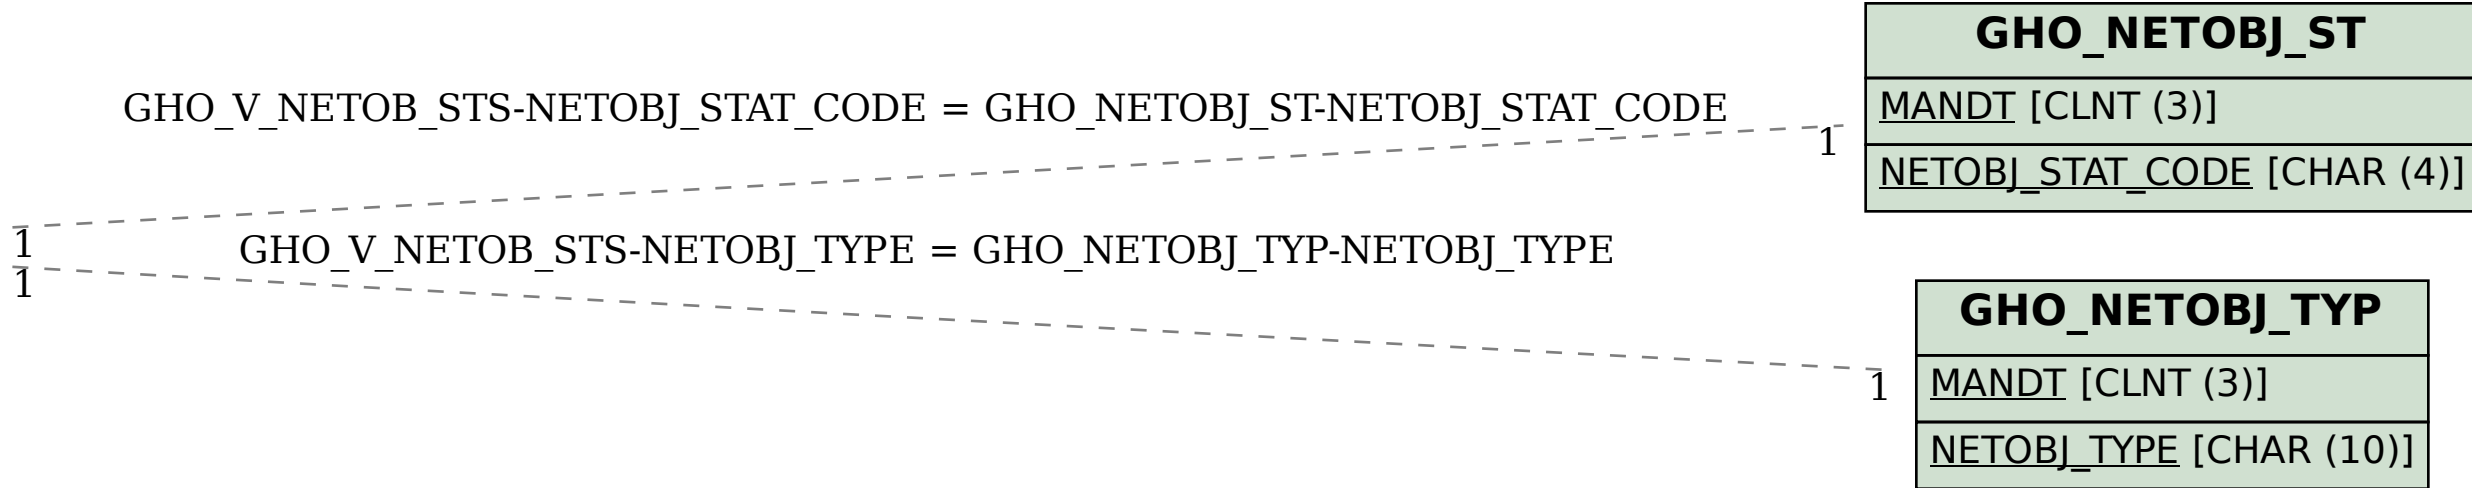 GHO_NETOBJ_ST
GHO_V_NETOB_STS-NETOBJ_STAT_CODE = GHO_NETOBJ_ST-NETOBJ_STAT_CODE
MANDT [CLNT (3)]
1
NETOBJ_STAT_CODE [CHAR (4)]
1
GHO_V_NETOB_STS-NETOBJ_TYPE = GHO_NETOBJ_TYP-NETOBJ_TYPE
1
GHO_NETOBJ_TYP
1
MANDT [CLNT (3)]
NETOBJ_TYPE [CHAR (10)]